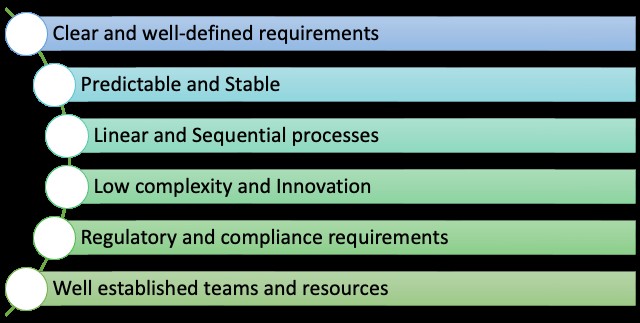 Clear and well-defined requirements
Predictable and Stable
Linear and Sequential processes
Low complexity and Innovation
Regulatory and compliance requirements
Well established teams and resources